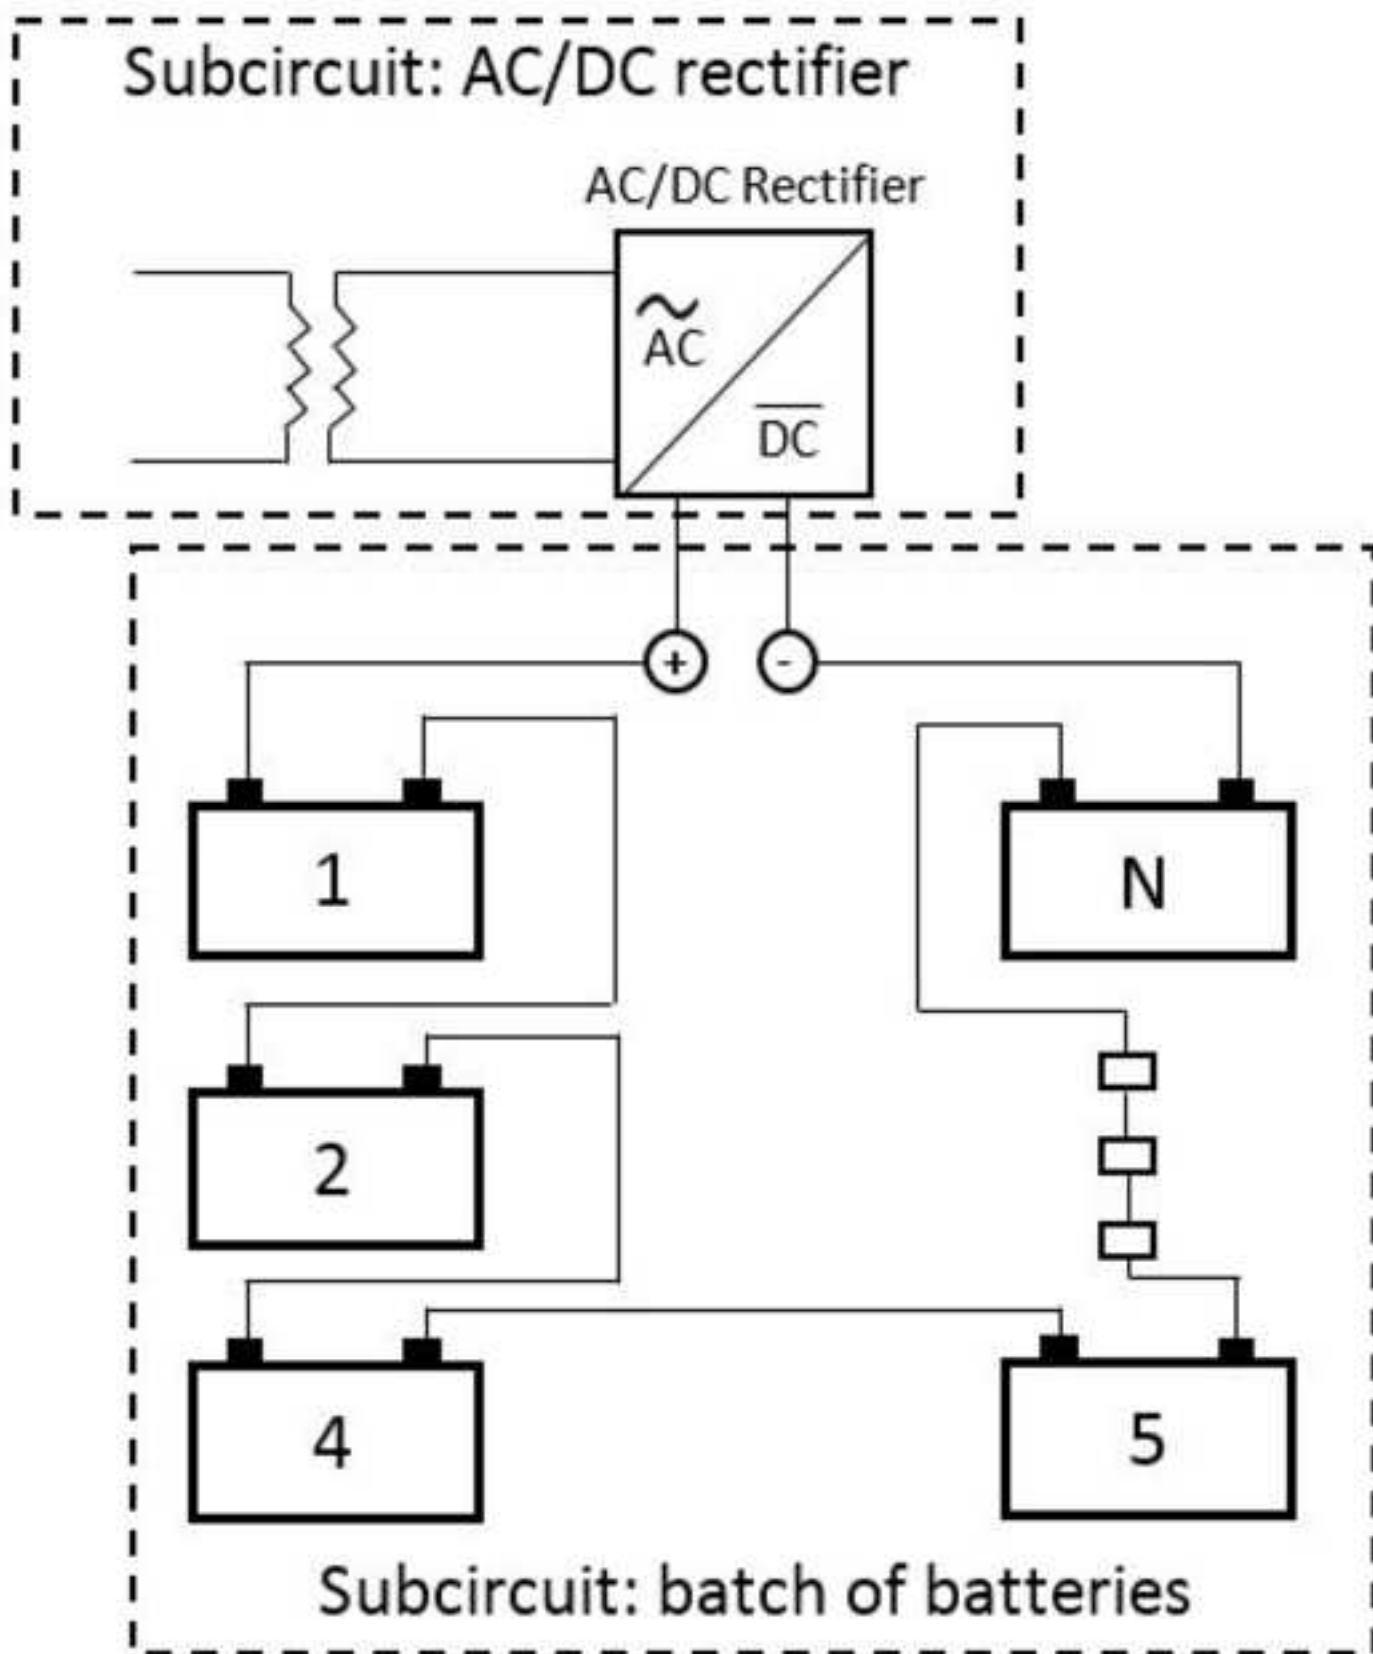 Subcircuit: AC/DC rectifier
AC/DC Rectifier
~
AC
DC
+ -
1
N
2
4
5
Subcircuit: batch of batteries